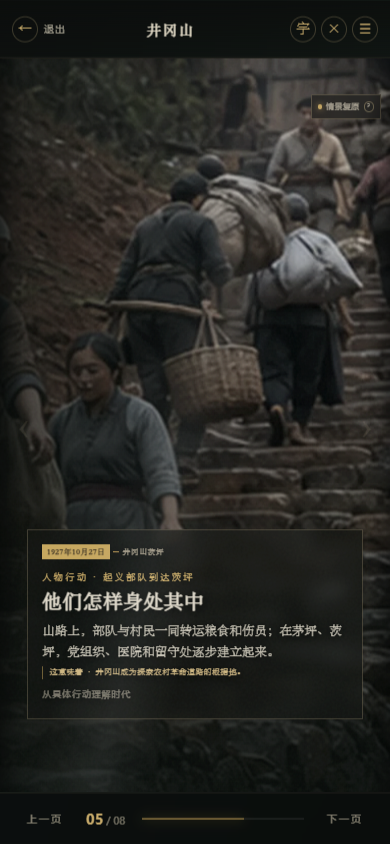 ← 退出
井冈山
字 × ☰
情景复原 ?
1927年10月27日 — 井冈山茨坪
人物行动 · 起义部队到达茨坪
他们怎样身处其中
山路上，部队与村民一同转运粮食和伤员；在茅坪、茨
坪，党组织、医院和留守处逐步建立起来。
这意味着 · 井冈山成为探索农村革命道路的根据地。
从具体行动理解时代
上一页
05 / 08
下一页